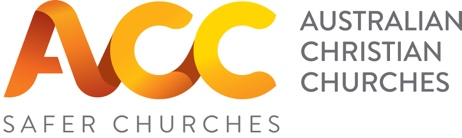 ACC
SAFER CHURCHES
AUSTRALIAN
CHRISTIAN
CHURCHES